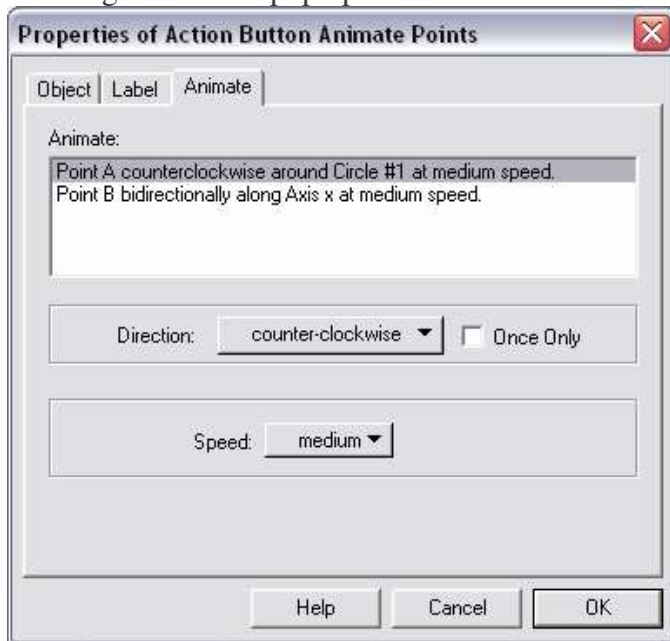 Properties of Action Button Animate Points
Object Label Animate
Animate:
Point A counterclockwise around Circle #1 at medium speed.
Point B bidirectionally along Axis x at medium speed.
Direction: counter-clockwise Once Only
Speed: medium
Help Cancel OK